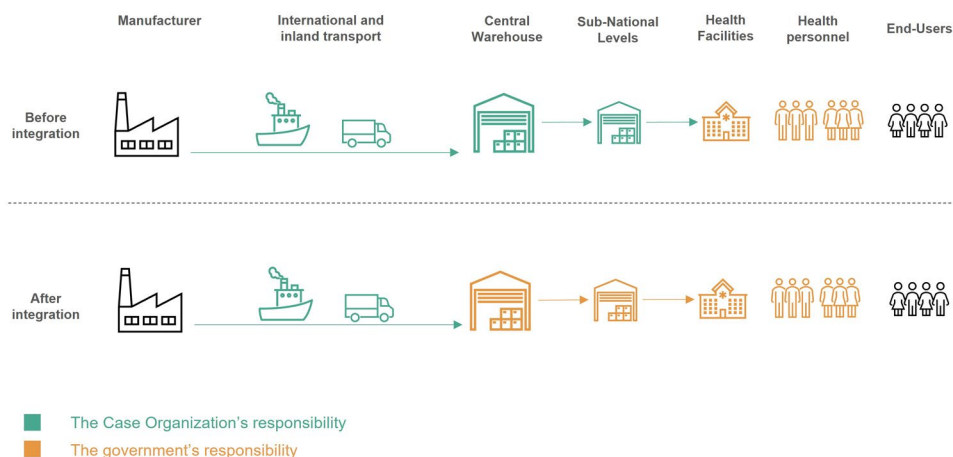 Manufacturer
International and
inland transport
Central
Warehouse
Sub-National
Levels
Health
Facilities
Health
personnel
End-Users
Before
integration
After
integration
The Case Organization's responsibility
The government's responsibility